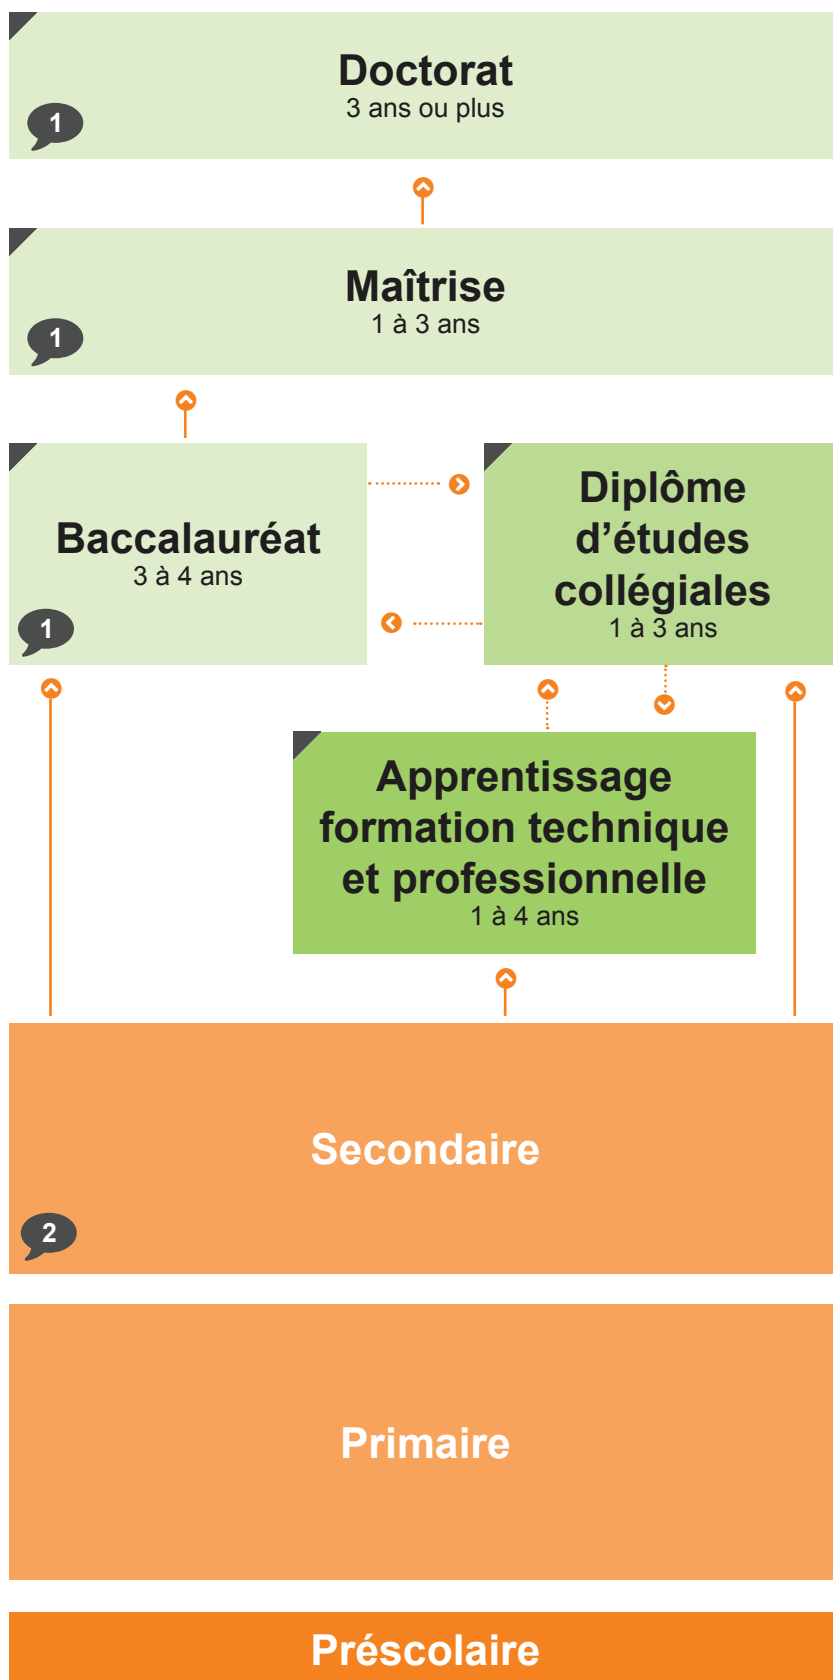 Doctorat
3 ans ou plus
1
Maîtrise
1 à 3 ans
1
Baccalauréat
3 à 4 ans
1
Diplôme
d’études
collégiales
1 à 3 ans
Apprentissage
formation technique
et professionnelle
1 à 4 ans
Secondaire
2
Primaire
Préscolaire